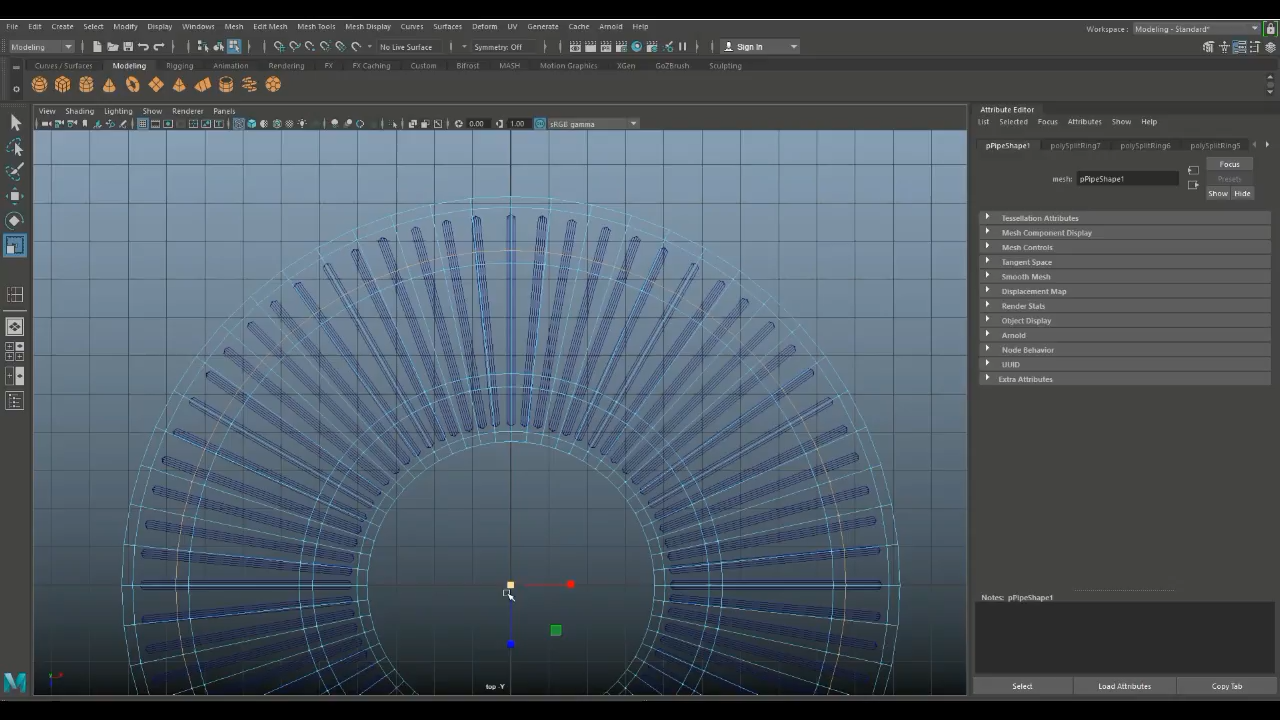 File Edit Create Select Modify Display Windows Mesh Edit Mesh Mesh Tools Mesh Display Curves Surfaces Deform UV Generate Cache Arnold Help
Workspace : Modeling - Standard*
Modeling No Live Surface Symmetry: Off Sign In
Curves / Surfaces Modeling Rigging Animation Rendering FX FX Caching Custom Bifrost MASH Motion Graphics XGen GoZBrush Sculpting
View Shading Lighting Show Renderer Panels
0.00 1.00 sRGB gamma
top -Y
Attribute Editor
List Selected Focus Attributes Show Help
pPipeShape1 polySplitRing7 polySplitRing6 polySplitRing5
Focus
mesh: pPipeShape1 Presets
Show Hide
Tessellation Attributes
Mesh Component Display
Mesh Controls
Tangent Space
Smooth Mesh
Displacement Map
Render Stats
Object Display
Arnold
Node Behavior
UUID
Extra Attributes
Notes: pPipeShape1
Select Load Attributes Copy Tab